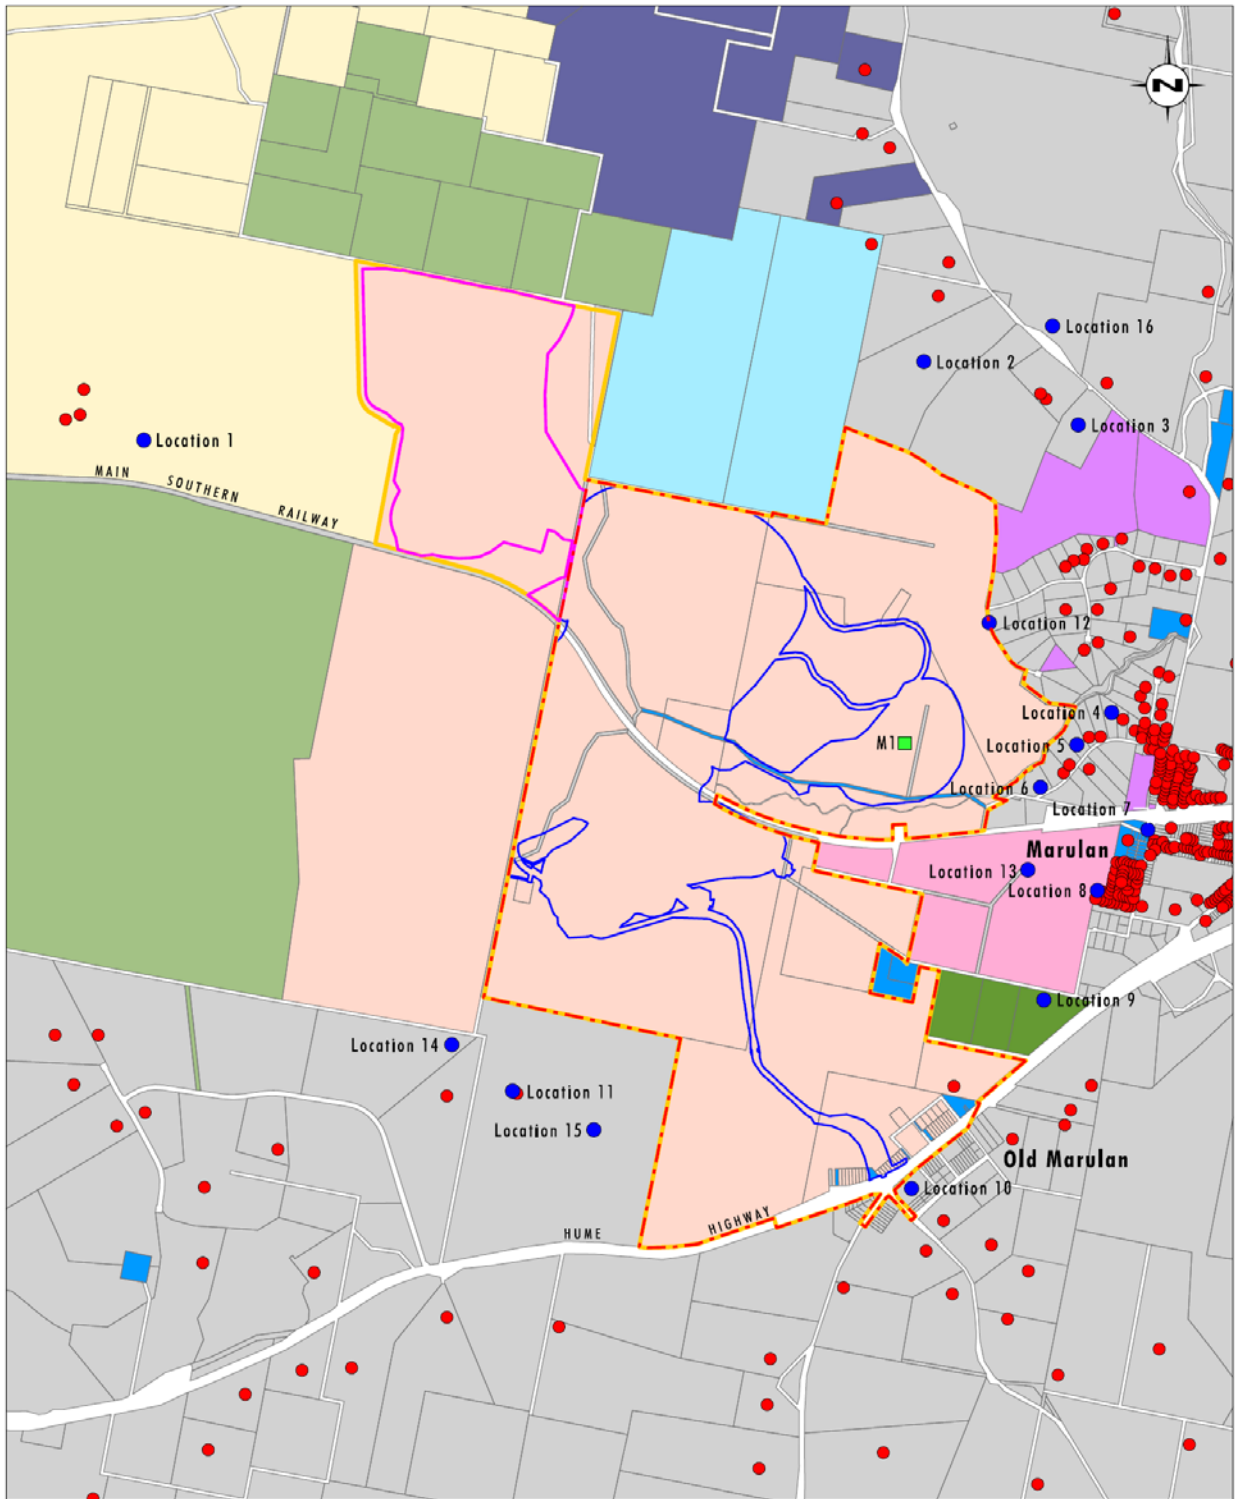 N
Location 16
Location 2
Location 3
Location 1
MAIN SOUTHERN RAILWAY
Location 12
Location 4
M1
Location 5
Location 6
Location 7
Marulan
Location 13
Location 8
Location 9
Location 14
Location 11
Location 15
Old Marulan
Location 10
HUME HIGHWAY